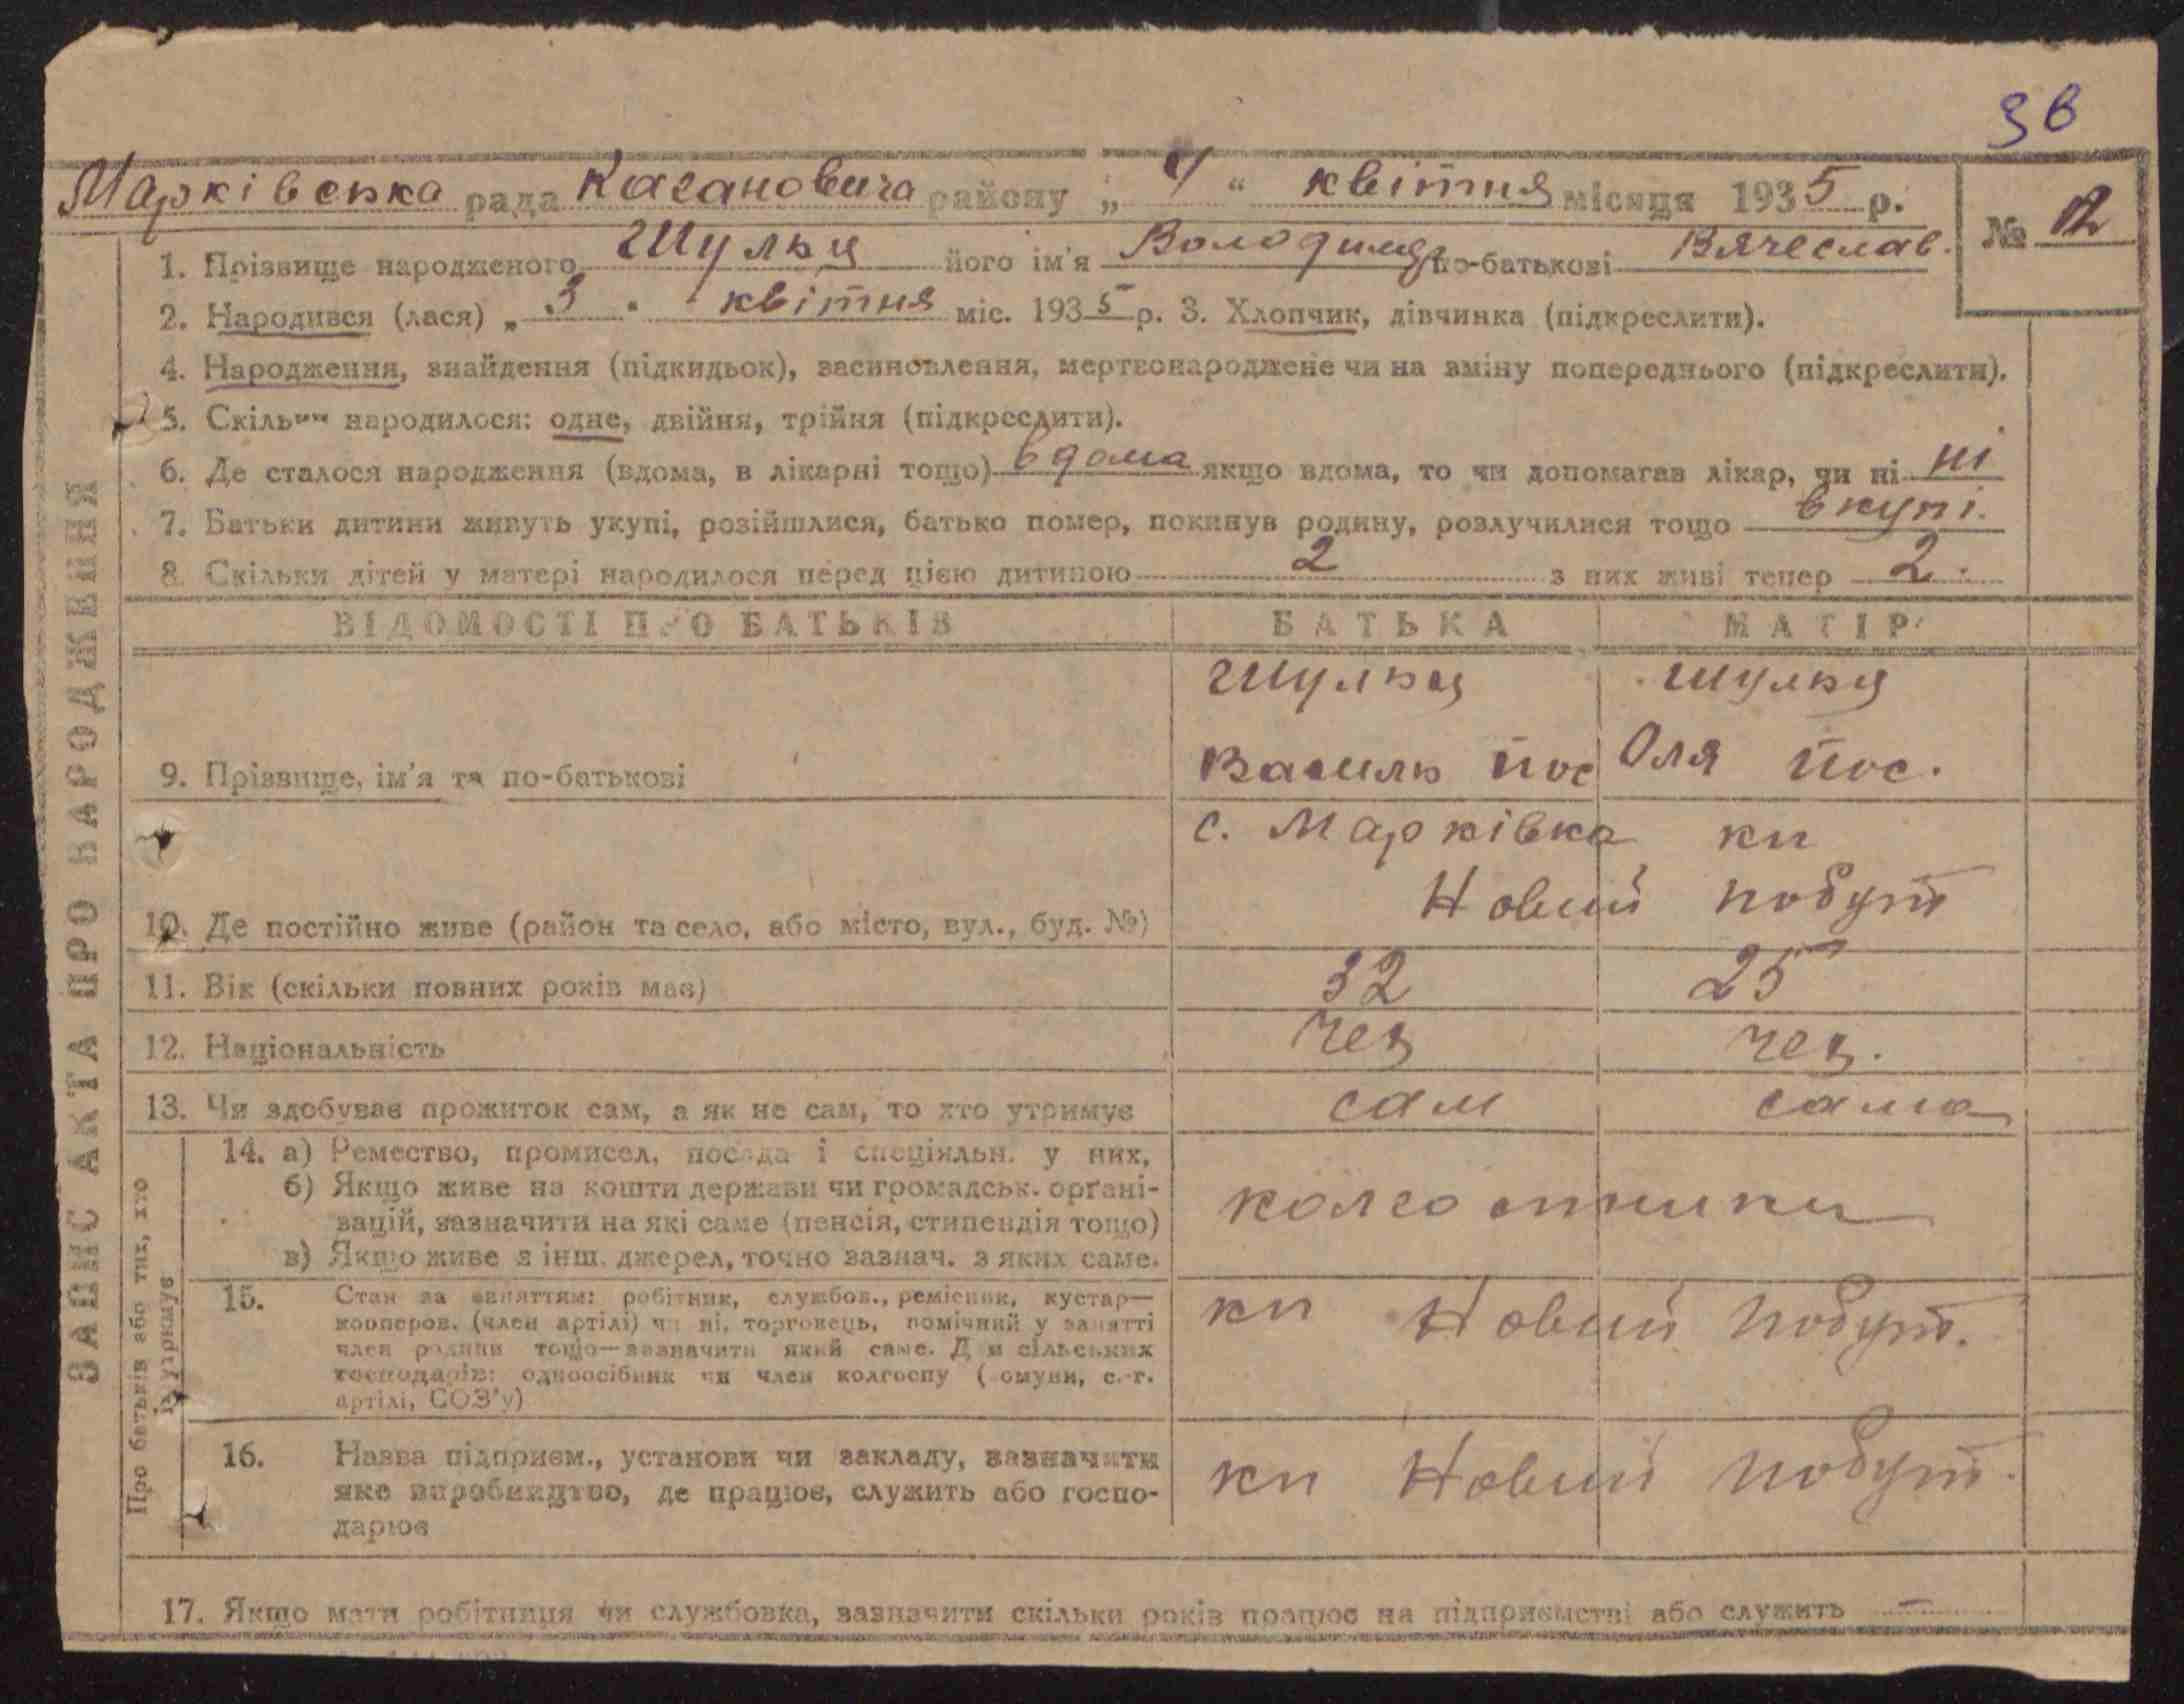 36
Марківська рада Кагановича району „ 4 " квітня місяця 1935 р.
№ 12
1. Прізвище народженого Шульц його ім'я Володимир по-батькові Вячеслав.
2. Народився (лася) „ 3 " квітня міс. 1935 р. 3. Хлопчик, дівчинка (підкреслити).
4. Народження, знайдення (підкидьок), засиновлення, мертвонароджене чи на зміну попереднього (підкреслити).
5. Скільки народилося: одне, двійня, трійня (підкреслити).
6. Де сталося народження (вдома, в лікарні тощо) вдома якщо вдома, то чи допомагав лікар, чи ні ні
7. Батьки дитини живуть укупі, розійшлися, батько помер, покинув родину, розлучилися тощо вкупі.
8. Скільки дітей у матері народилося перед цією дитиною 2 з них живі тепер 2.
ЗАПИС АКТА ПРО НАРОДЖЕННЯ
ВІДОМОСТІ ПРО БАТЬКІВ БАТЬКА МАТІР
Шульц Шульц
9. Прізвище, ім'я та по-батькові Василь Йос Оля Йос.
с. Марківка кп
10. Де постійно живе (район та село, або місто, вул., буд. №) Новий побут
11. Вік (скільки повних років має) 32 25
12. Національність чех чех.
13. Чи здобуває прожиток сам, а як не сам, то хто утримує сам сама
Про батьків або тих, хто їх утримує
14. а) Ремество, промисел, посада і спеціяльн. у них,
б) Якщо живе на кошти держави чи громадськ. орґані-
зацій, зазначити на які саме (пенсія, стипендія тощо) колгоспники
в) Якщо живе з інш. джерел, точно зазнач. з яких саме.
15. Стан за заняттям: робітник, службов., ремісник, кустар—
кооперов. (член артілі) чи ні, торговець, помічний у занятті кп Новий побут.
член родини тощо—зазначити який саме. Для сільських
господарів: одноосібник чи член колгоспу (комуни, с.-г.
артілі, СОЗ'у)
16. Назва підприєм., установи чи закладу, зазначити
яке виробництво, де працює, служить або госпо- кп Новий побут.
дарює
17. Якщо мати робітниця чи службовка, зазначити скільки років працює на підприємстві або служить —